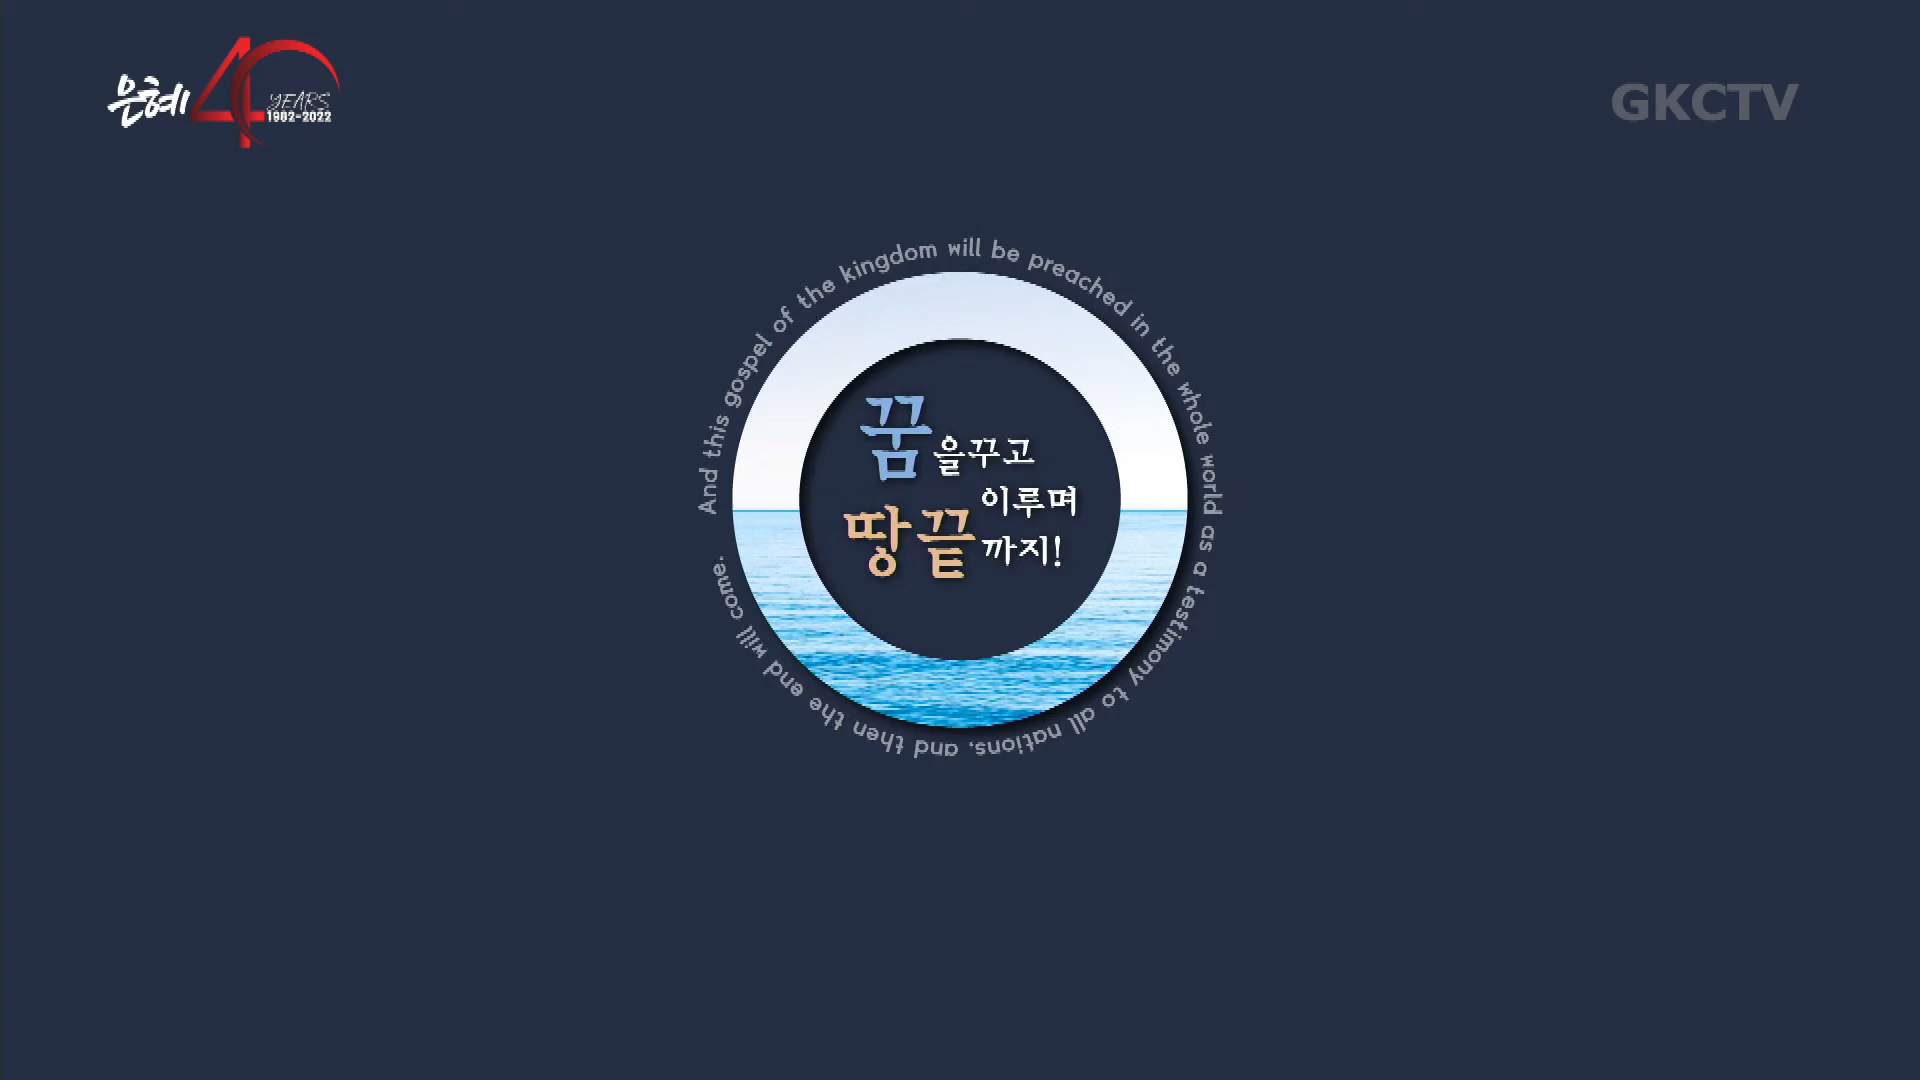 은혜 40
YEARS
1982-2022
GKCTV
And this gospel of the kingdom will be preached in the whole world as a testimony to all nations, and then the end will come.
꿈을꾸고
이루며
땅끝까지!